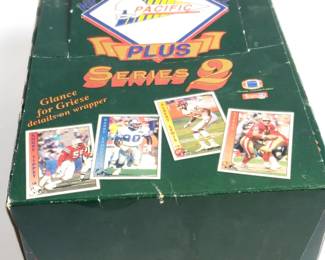 PACIFIC
PLUS
SERIES 2
Glance
for Griese
details on wrapper